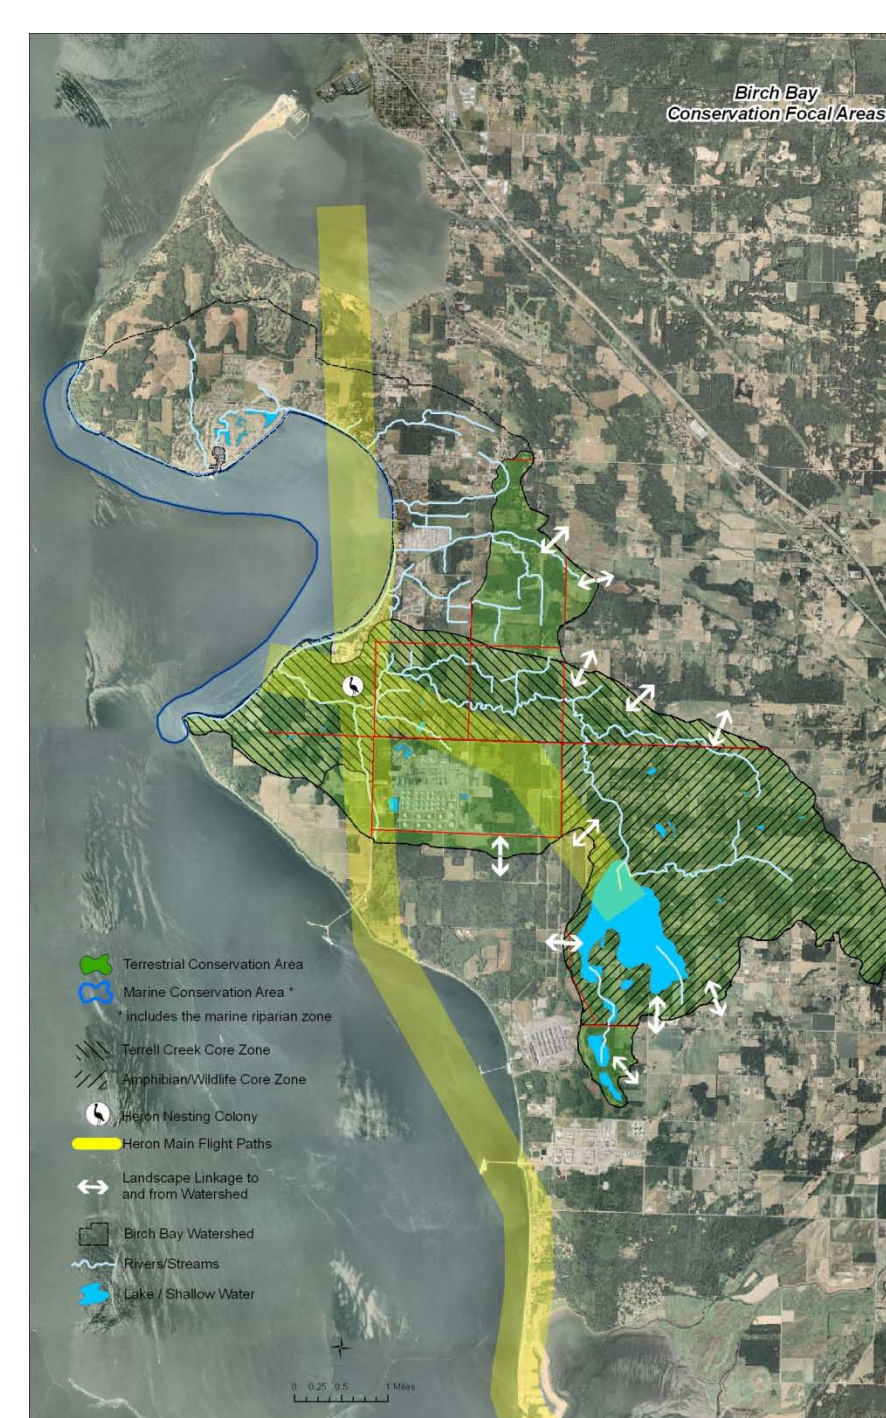 Birch Bay
Conservation Focal Areas
Terrestrial Conservation Area
Marine Conservation Area *
* includes the marine riparian zone
Terrell Creek Core Zone
Amphibian/Wildlife Core Zone
Heron Nesting Colony
Heron Main Flight Paths
Landscape Linkage to
and from Watershed
Birch Bay Watershed
Rivers/Streams
Lake / Shallow Water
0 0.25 0.5 1 Miles